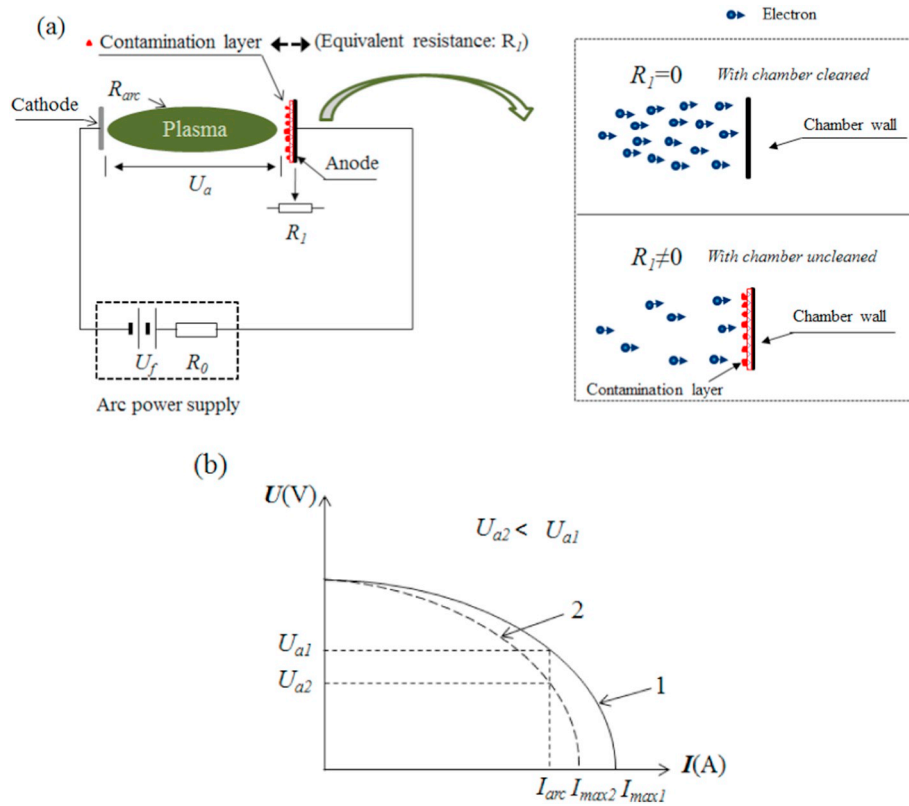 (a)
Contamination layer (Equivalent resistance: R1)
Cathode
Rarc
Plasma
Anode
Ua
R1
Uf R0
Arc power supply
Electron
R1=0 With chamber cleaned
Chamber wall
R1≠0 With chamber uncleaned
Chamber wall
Contamination layer
(b)
U(V)
Ua2 < Ua1
2
Ua1
Ua2
1
Iarc Imax2 Imax1 I(A)